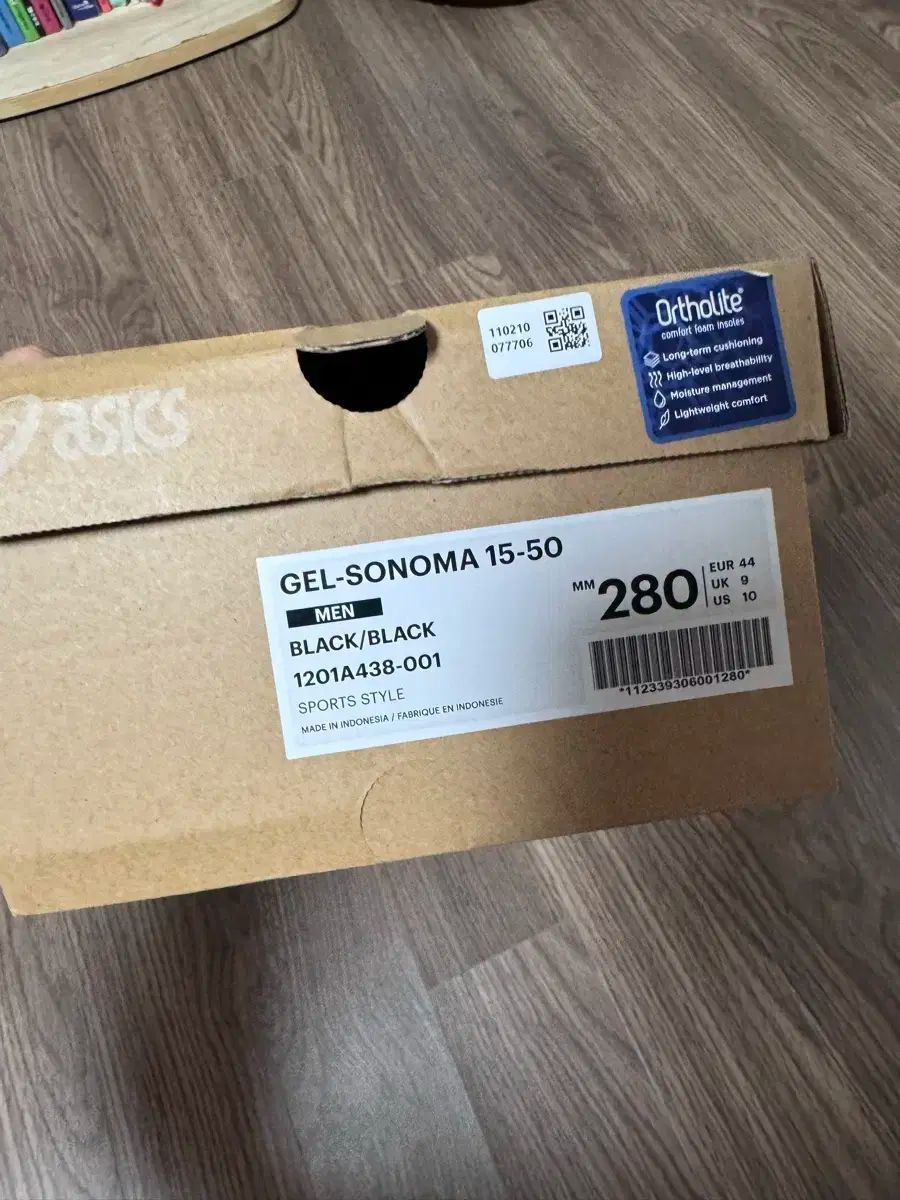 asics
110210
077706
OrthoLite®
comfort foam insoles
Long-term cushioning
High-level breathability
Moisture management
Lightweight comfort
GEL-SONOMA 15-50
MEN
BLACK/BLACK
1201A438-001
SPORTS STYLE
MADE IN INDONESIA / FABRIQUE EN INDONESIE
MM 280
EUR 44
UK 9
US 10
*112339306001280*